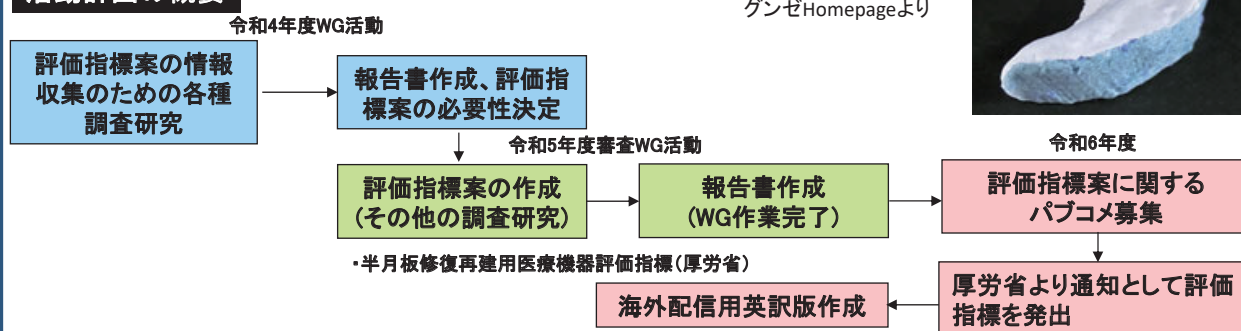 活動計画の概要
グンゼHomepageより
令和4年度WG活動
評価指標案の情報
収集のための各種
調査研究
報告書作成、評価指
標案の必要性決定
令和5年度審査WG活動
令和6年度
評価指標案の作成
(その他の調査研究)
報告書作成
(WG作業完了)
評価指標案に関する
パブコメ募集
・半月板修復再建用医療機器評価指標(厚労省)
海外配信用英訳版作成
厚労省より通知として評価
指標を発出